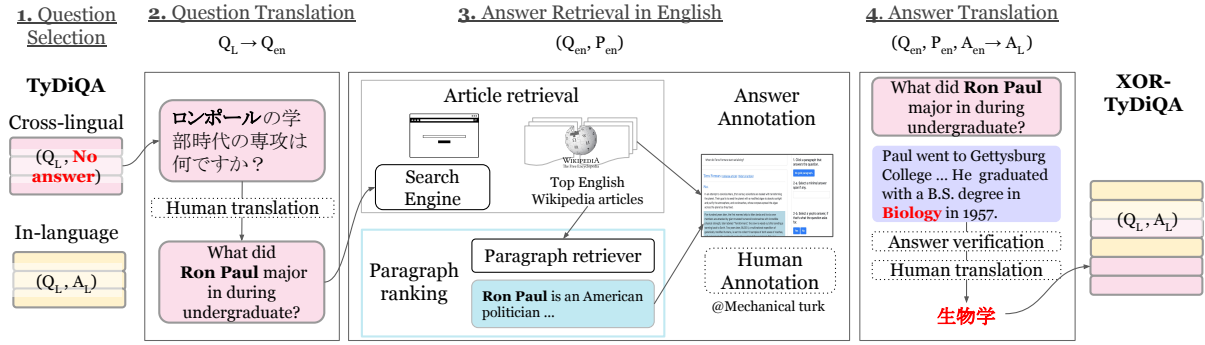 1. Question
Selection
2. Question Translation
Q_L → Q_en
3. Answer Retrieval in English
(Q_en, P_en)
4. Answer Translation
(Q_en, P_en, A_en → A_L)
TyDiQA
Cross-lingual
(Q_L, No
answer)
In-language
(Q_L, A_L)
ロンポールの学
部時代の専攻は
何ですか？
Human translation
What did
Ron Paul major
in during
undergraduate?
Article retrieval
Search
Engine
WIKIPEDIA
The Free Encyclopedia
Top English
Wikipedia articles
Paragraph
ranking
Paragraph retriever
Ron Paul is an American
politician ...
Answer
Annotation
Human
Annotation
@Mechanical turk
What did Ron Paul
major in during
undergraduate?
Paul went to Gettysburg
College ... He graduated
with a B.S. degree in
Biology in 1957.
Answer verification
Human translation
生物学
XOR-
TyDiQA
(Q_L, A_L)